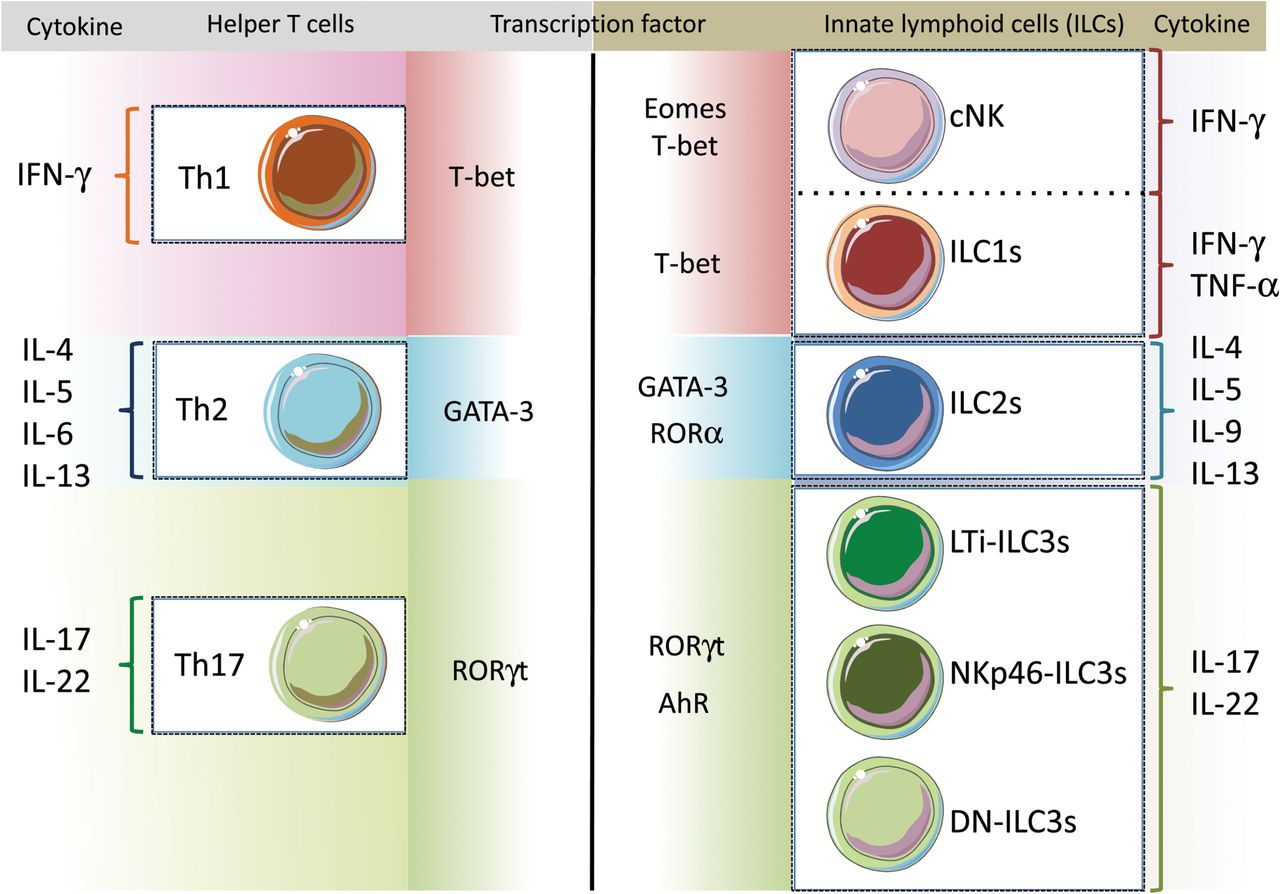 Cytokine
Helper T cells
Transcription factor
Innate lymphoid cells (ILCs)
Cytokine
IFN-γ
Th1
T-bet
Eomes
T-bet
cNK
IFN-γ
T-bet
ILC1s
IFN-γ
TNF-α
IL-4
IL-5
IL-6
IL-13
Th2
GATA-3
GATA-3
RORα
ILC2s
IL-4
IL-5
IL-9
IL-13
IL-17
IL-22
Th17
RORγt
RORγt
AhR
LTi-ILC3s
NKp46-ILC3s
DN-ILC3s
IL-17
IL-22